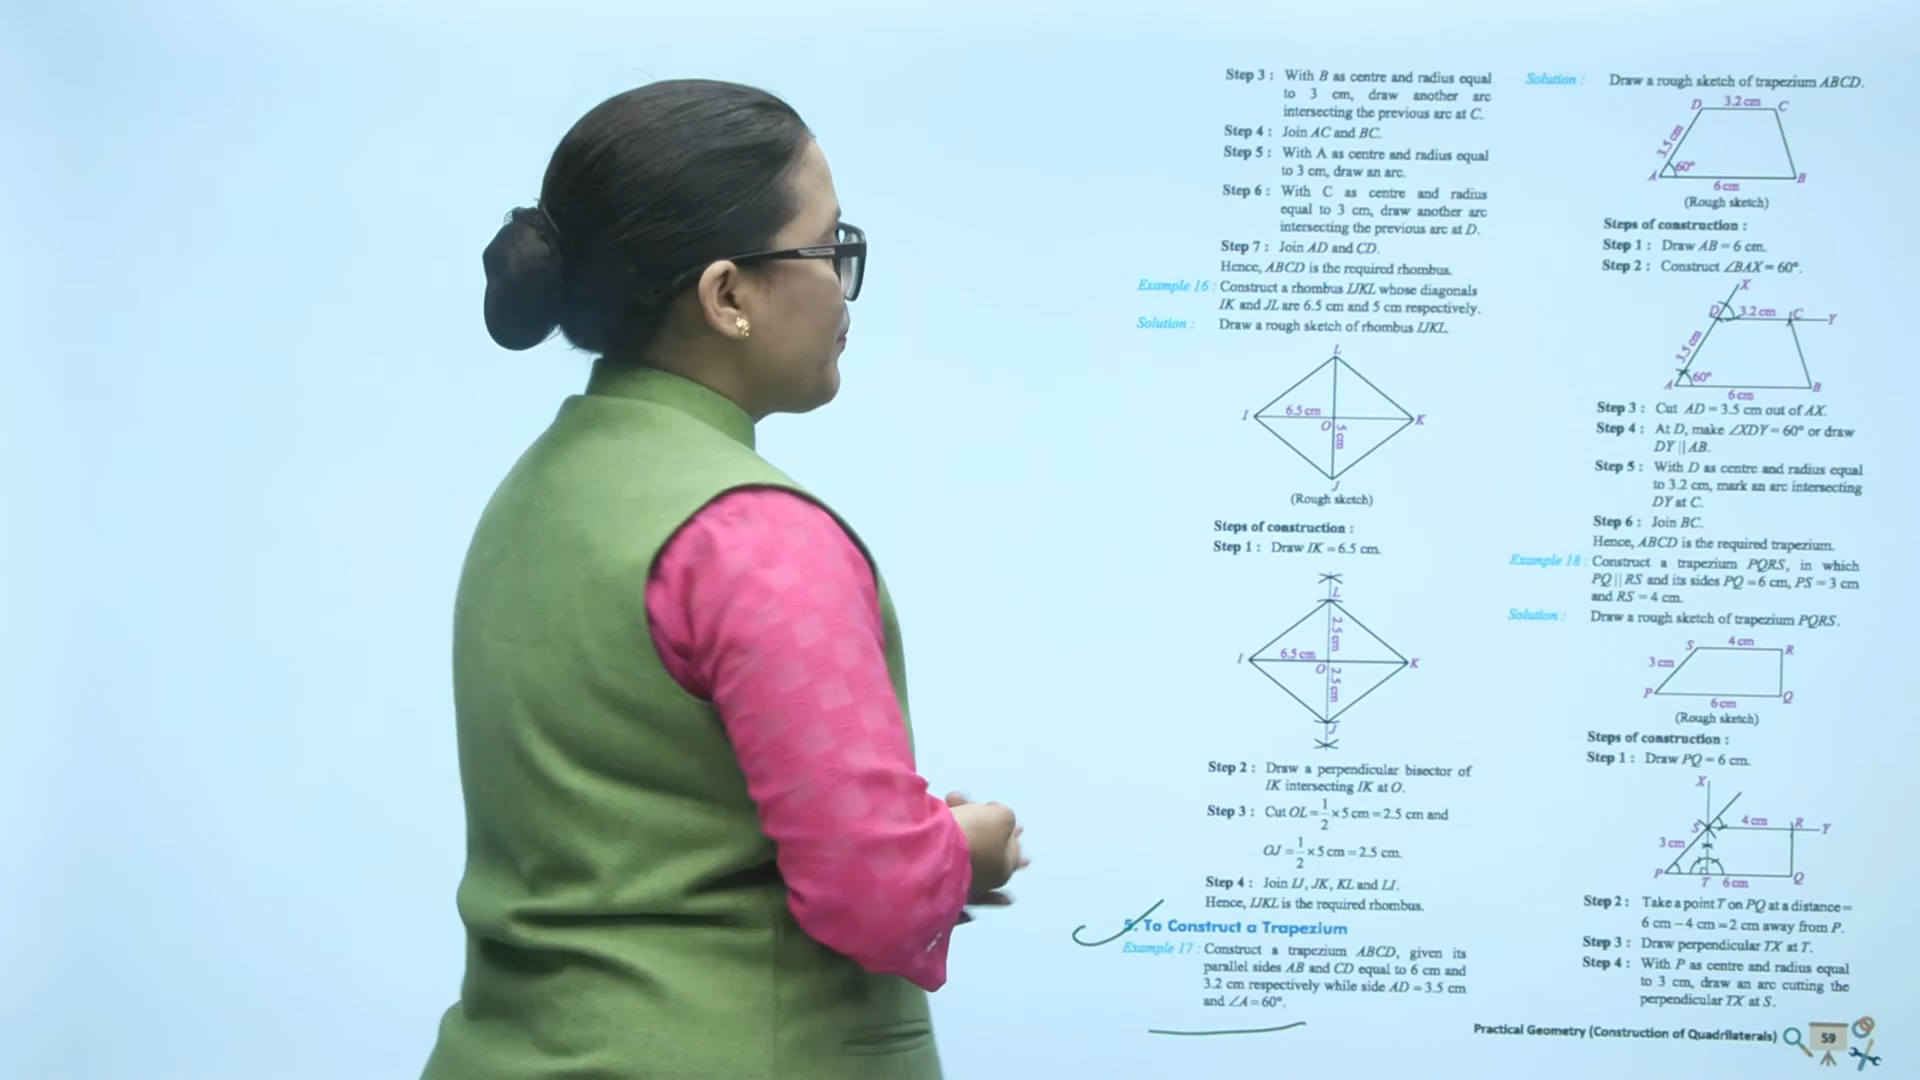 Step 3 : With B as centre and radius equal
to 3 cm, draw another arc
intersecting the previous arc at C.
Step 4 : Join AC and BC.
Step 5 : With A as centre and radius equal
to 3 cm, draw an arc.
Step 6 : With C as centre and radius
equal to 3 cm, draw another arc
intersecting the previous arc at D.
Step 7 : Join AD and CD.
Hence, ABCD is the required rhombus.
Example 16 : Construct a rhombus IJKL whose diagonals
IK and JL are 6.5 cm and 5 cm respectively.
Solution : Draw a rough sketch of rhombus IJKL.
L
I 6.5 cm K
O
5 cm
J
(Rough sketch)
Steps of construction :
Step 1 : Draw IK = 6.5 cm.
L
2.5 cm
I 6.5 cm K
O
2.5 cm
J
Step 2 : Draw a perpendicular bisector of
IK intersecting IK at O.
Step 3 : Cut OL = 1/2 × 5 cm = 2.5 cm and
OJ = 1/2 × 5 cm = 2.5 cm.
Step 4 : Join IJ, JK, KL and LI.
Hence, IJKL is the required rhombus.
5. To Construct a Trapezium
Example 17 : Construct a trapezium ABCD, given its
parallel sides AB and CD equal to 6 cm and
3.2 cm respectively while side AD = 3.5 cm
and ∠A = 60°.
Solution : Draw a rough sketch of trapezium ABCD.
D 3.2 cm C
3.5 cm
A 60° B
6 cm
(Rough sketch)
Steps of construction :
Step 1 : Draw AB = 6 cm.
Step 2 : Construct ∠BAX = 60°.
X
D 3.2 cm C Y
3.5 cm
A 60° B
6 cm
Step 3 : Cut AD = 3.5 cm out of AX.
Step 4 : At D, make ∠XDY = 60° or draw
DY || AB.
Step 5 : With D as centre and radius equal
to 3.2 cm, mark an arc intersecting
DY at C.
Step 6 : Join BC.
Hence, ABCD is the required trapezium.
Example 18 : Construct a trapezium PQRS, in which
PQ || RS and its sides PQ = 6 cm, PS = 3 cm
and RS = 4 cm.
Solution : Draw a rough sketch of trapezium PQRS.
S 4 cm R
3 cm
P Q
6 cm
(Rough sketch)
Steps of construction :
Step 1 : Draw PQ = 6 cm.
X
S 4 cm R Y
3 cm
P T 6 cm Q
Step 2 : Take a point T on PQ at a distance =
6 cm – 4 cm = 2 cm away from P.
Step 3 : Draw perpendicular TX at T.
Step 4 : With P as centre and radius equal
to 3 cm, draw an arc cutting the
perpendicular TX at S.
Practical Geometry (Construction of Quadrilaterals) 59